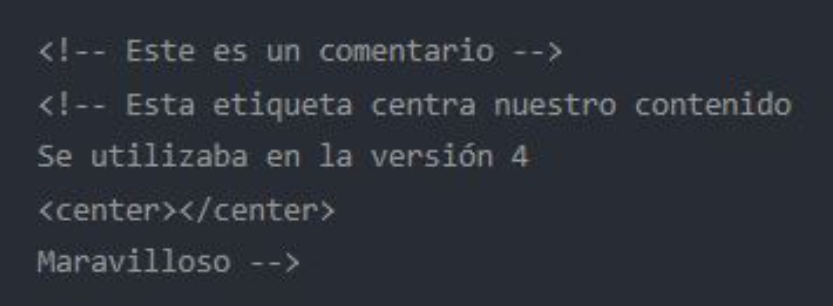 <!-- Este es un comentario -->
<!-- Esta etiqueta centra nuestro contenido
Se utilizaba en la versión 4
<center></center>
Maravilloso -->